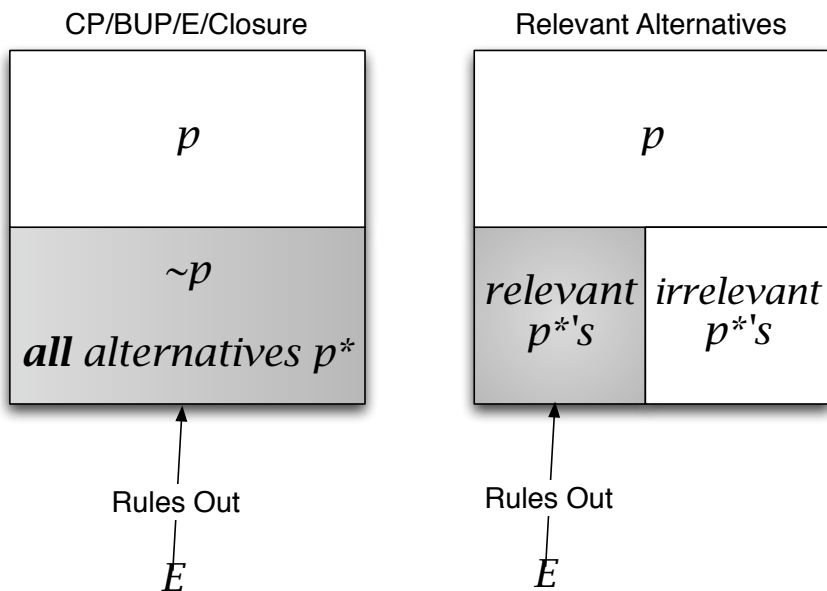 CP/BUP/E/Closure
p
~p
all alternatives p*
Rules Out
E
Relevant Alternatives
p
relevant p*'s
irrelevant p*'s
Rules Out
E